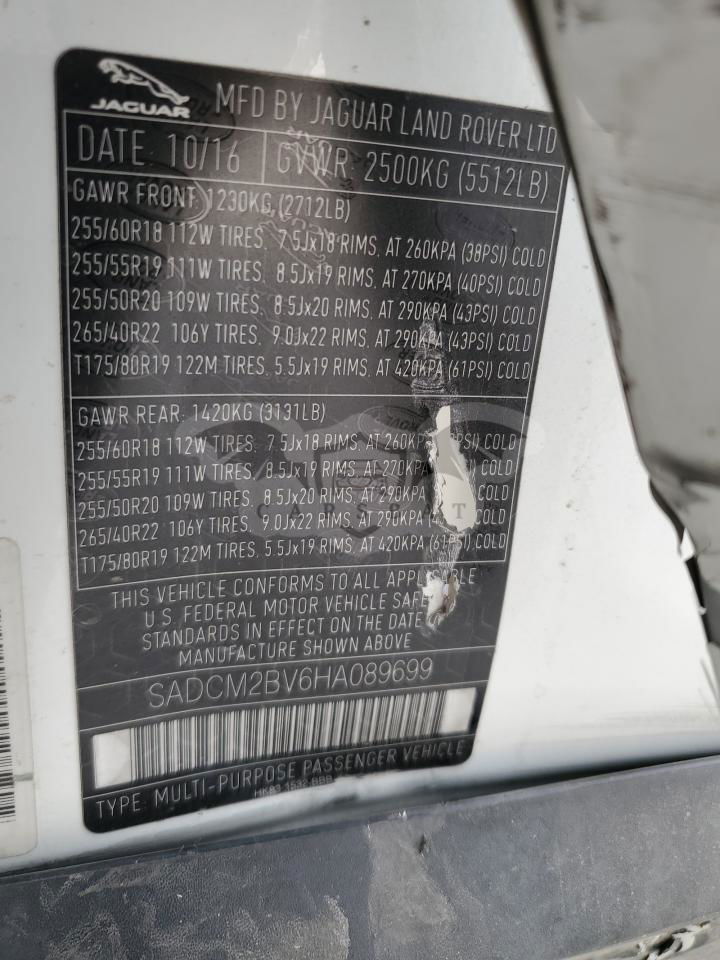 JAGUAR
MFD BY JAGUAR LAND ROVER LTD
DATE: 10/16 GVWR: 2500KG (5512LB)
GAWR FRONT: 1230KG (2712LB)
255/60R18 112W TIRES, 7.5Jx18 RIMS, AT 260KPA (38PSI) COLD
255/55R19 111W TIRES, 8.5Jx19 RIMS, AT 270KPA (40PSI) COLD
255/50R20 109W TIRES, 8.5Jx20 RIMS, AT 290KPA (43PSI) COLD
265/40R22 106Y TIRES, 9.0Jx22 RIMS, AT 290KPA (43PSI) COLD
T175/80R19 122M TIRES, 5.5Jx19 RIMS, AT 420KPA (61PSI) COLD
GAWR REAR: 1420KG (3131LB)
255/60R18 112W TIRES, 7.5Jx18 RIMS, AT 260KPA COLD
255/55R19 111W TIRES, 8.5Jx19 RIMS, AT 270KPA COLD
255/50R20 109W TIRES, 8.5Jx20 RIMS, AT 290KPA COLD
265/40R22 106Y TIRES, 9.0Jx22 RIMS, AT 290KPA COLD
T175/80R19 122M TIRES, 5.5Jx19 RIMS, AT 420KPA (61PSI) COLD
THIS VEHICLE CONFORMS TO ALL APPLICABLE
U.S. FEDERAL MOTOR VEHICLE
STANDARDS IN EFFECT ON THE DATE
OF MANUFACTURE SHOWN ABOVE
SADCM2BV6HA089699
TYPE: MULTI-PURPOSE PASSENGER VEHICLE